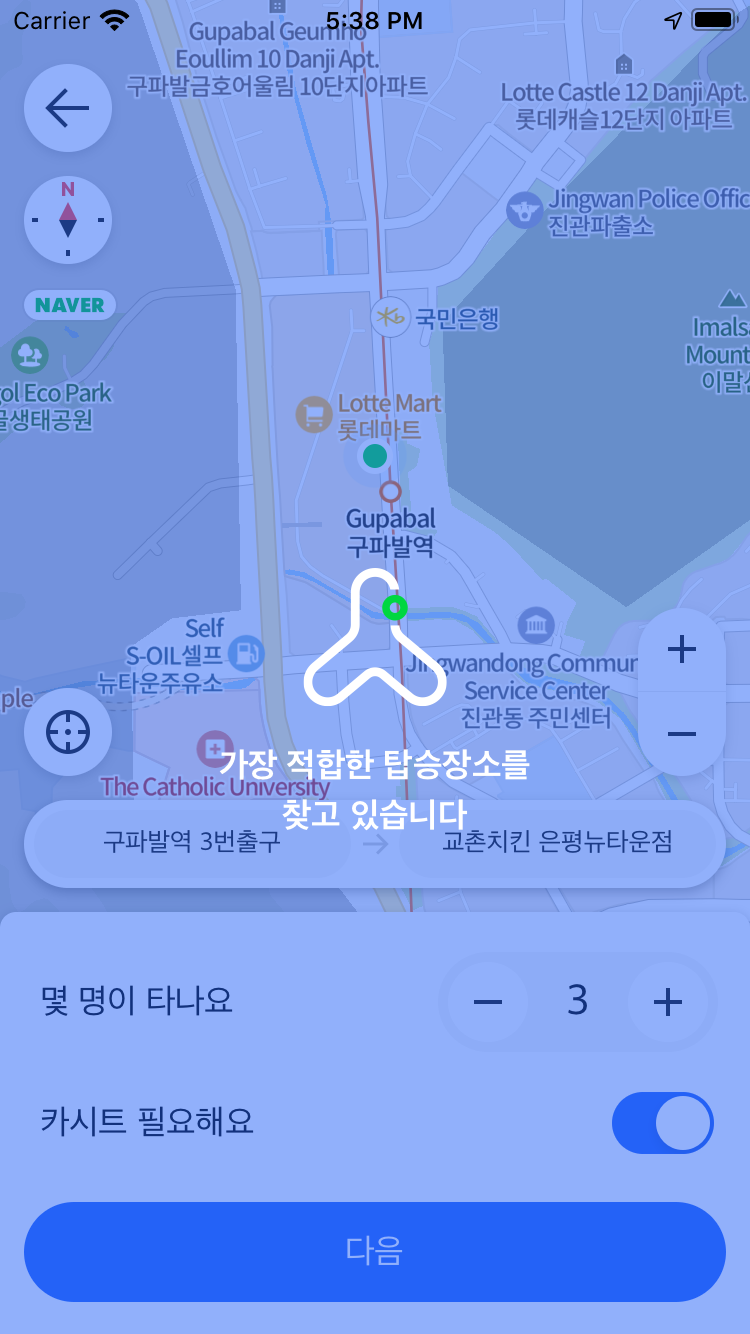 Carrier
5:38 PM
Gupabal Geumho
Eoullim 10 Danji Apt.
구파발금호어울림 10단지아파트
Lotte Castle 12 Danji Apt.
롯데캐슬12단지 아파트
Jingwan Police Offic
진관파출소
N
NAVER
국민은행
Imalsa
Mount
이말산
gol Eco Park
골생태공원
Lotte Mart
롯데마트
Gupabal
구파발역
Self
S-OIL셀프
뉴타운주유소
Jingwandong Commun
Service Center
진관동 주민센터
ple
The Catholic University
가장 적합한 탑승장소를
찾고 있습니다
구파발역 3번출구
→
교촌치킨 은평뉴타운점
몇 명이 타나요
− 3 +
카시트 필요해요
다음